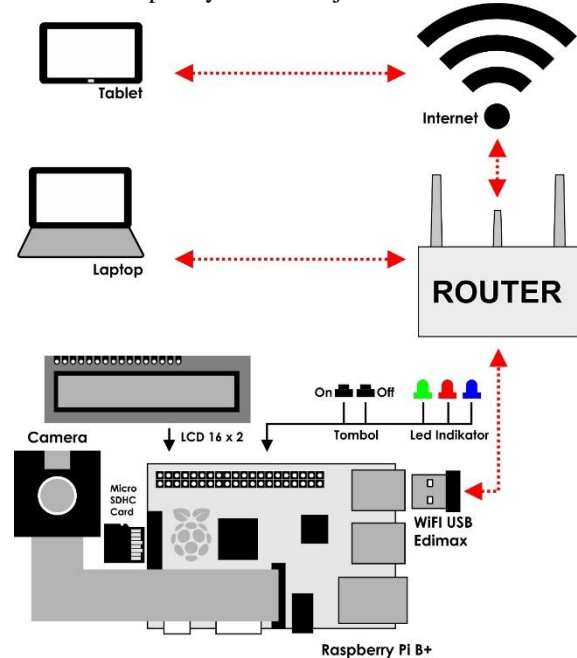 Tablet
Internet
Laptop
ROUTER
On Off
LCD 16 x 2
Tombol
Led Indikator
Camera
Micro
SDHC
Card
WiFI USB
Edimax
Raspberry Pi B+